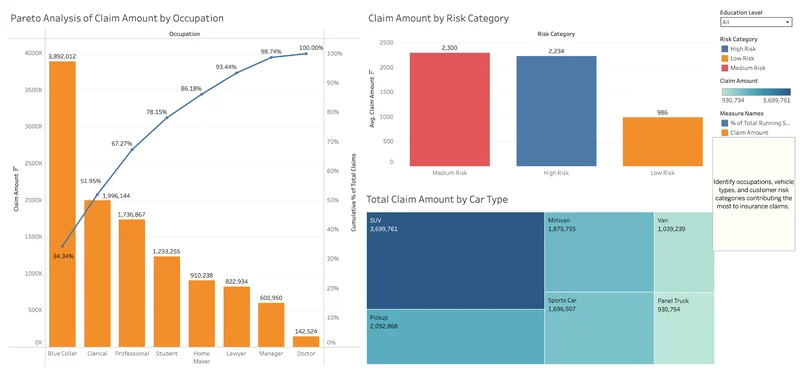 Pareto Analysis of Claim Amount by Occupation
Occupation
Claim Amount
4000K
3500K
3000K
2500K
2000K
1500K
1000K
500K
0K
3,892,012
1,996,144
1,736,867
1,233,255
910,238
822,934
600,950
142,524
34.34%
51.95%
67.27%
78.15%
86.18%
93.44%
98.74%
100.00%
100%
90%
80%
70%
60%
50%
40%
30%
20%
10%
0%
Cumulative % of Total Claims
Blue Collar
Clerical
Professional
Student
Home
Maker
Lawyer
Manager
Doctor
Claim Amount by Risk Category
Risk Category
Avg. Claim Amount
2500
2000
1500
1000
500
0
2,300
2,234
986
Medium Risk
High Risk
Low Risk
Total Claim Amount by Car Type
SUV
3,699,761
Pickup
2,092,868
Minivan
1,875,755
Sports Car
1,696,507
Van
1,039,239
Panel Truck
930,794
Education Level
All
Risk Category
High Risk
Low Risk
Medium Risk
Claim Amount
930,794 3,699,761
Measure Names
% of Total Running S...
Claim Amount
Identify occupations, vehicle
types, and customer risk
categories contributing the
most to insurance claims.